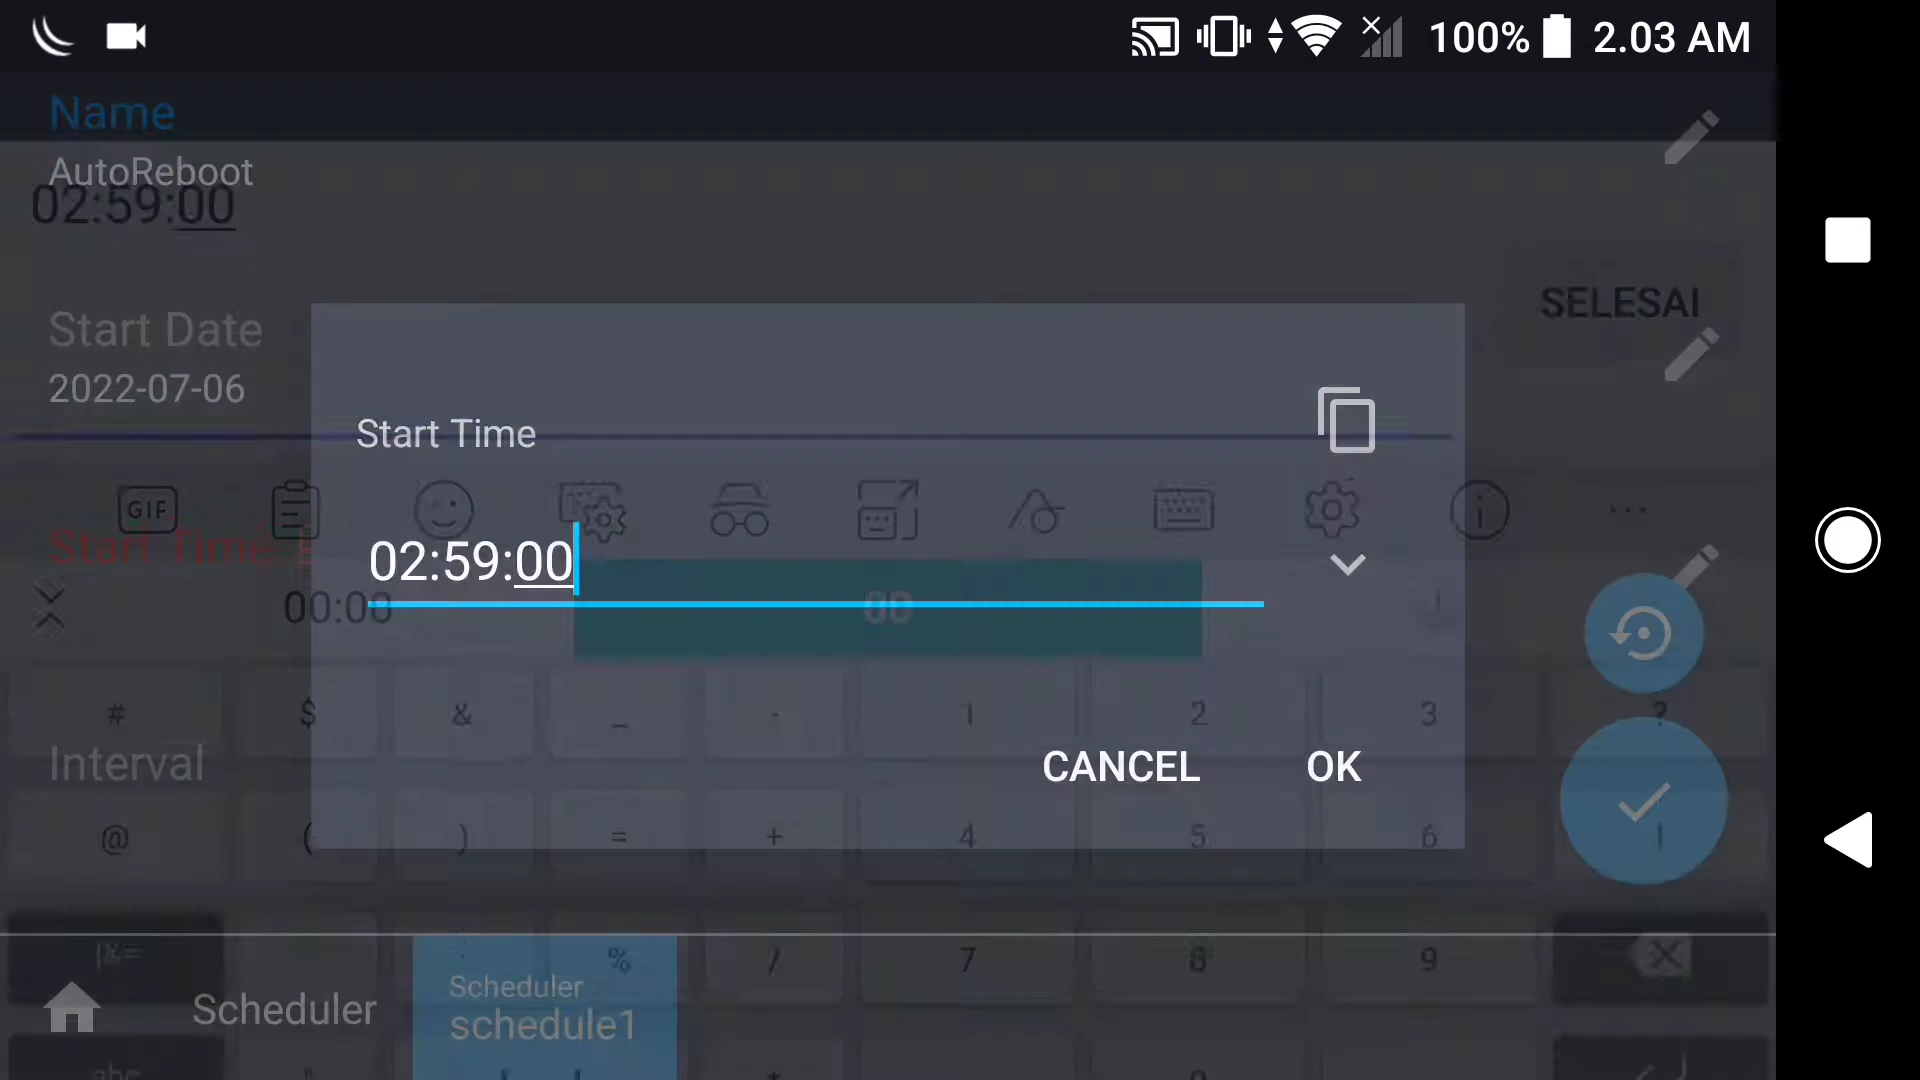 100% 2.03 AM
Name
AutoReboot
02:59:00
SELESAI
Start Date
2022-07-06
Start Time
GIF
Start Time
02:59:00
00:00
00
# $ & _ - 1 2 3 ?
Interval
CANCEL OK
@ ( ) = + 4 5 6 !
% / 7 8 9
Scheduler
Scheduler
schedule1
abc